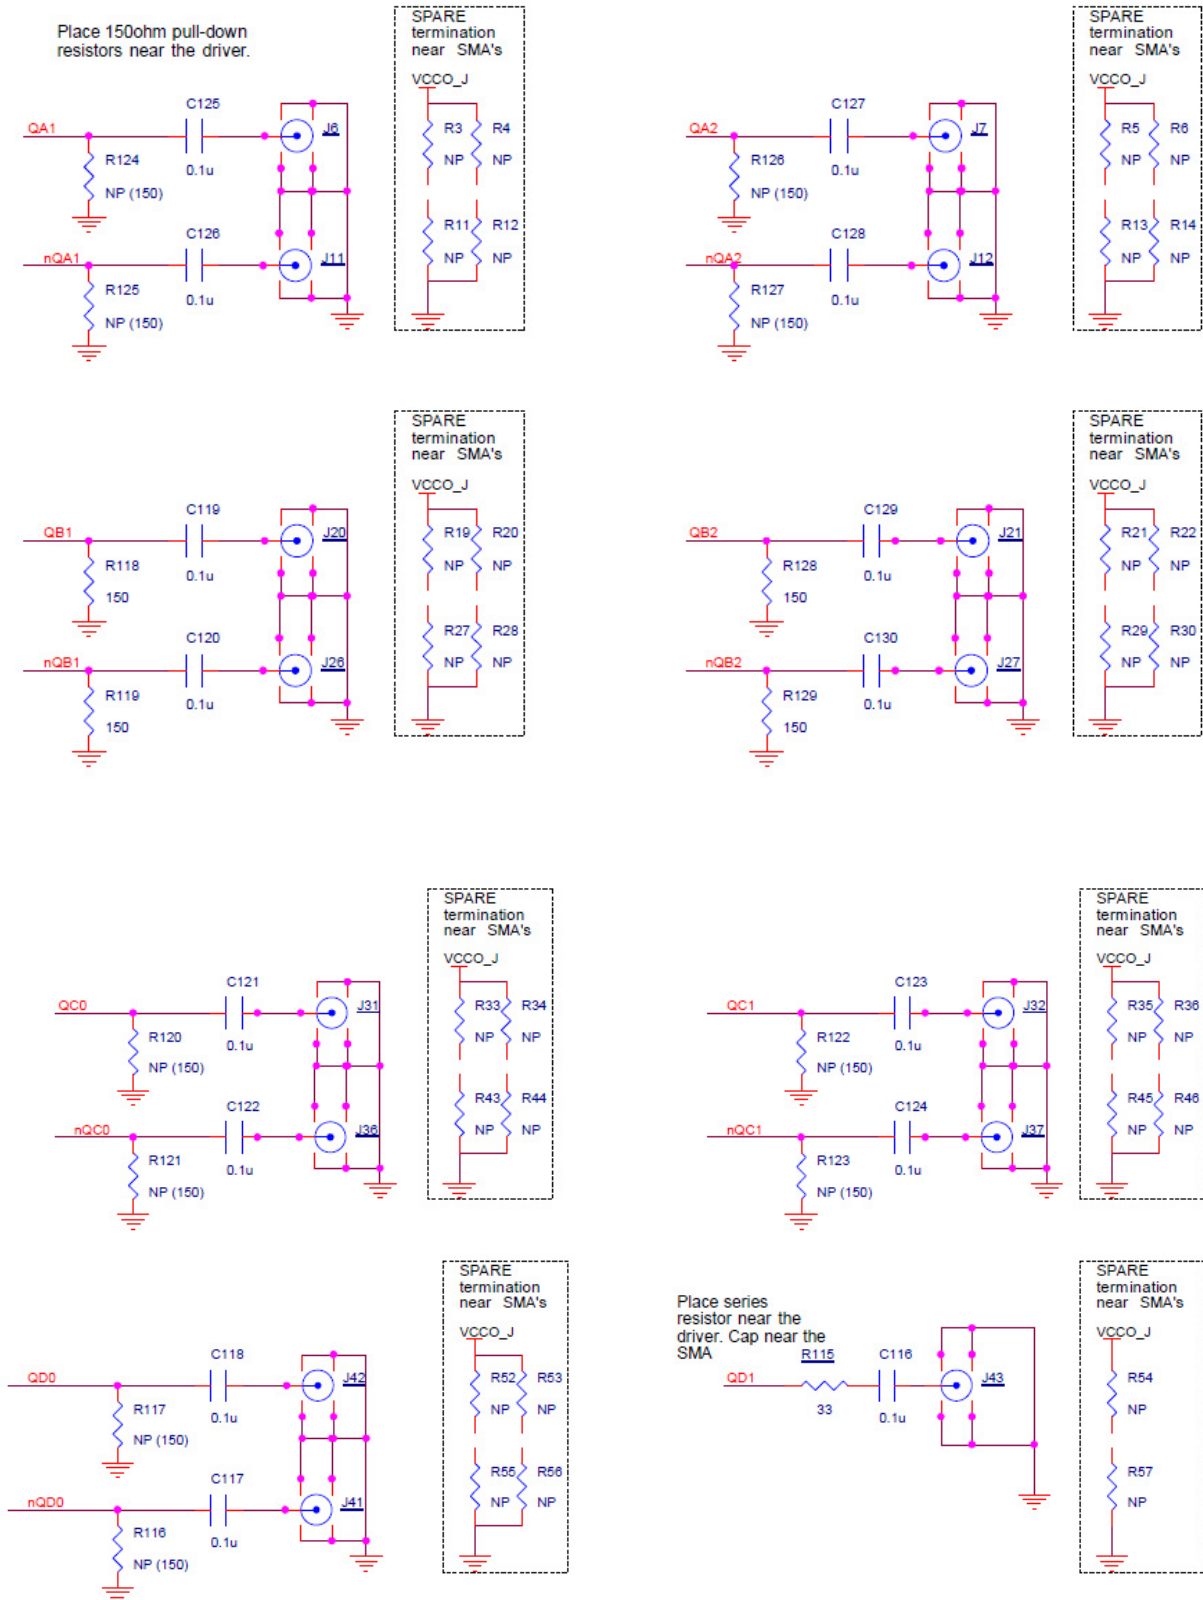 Place 150ohm pull-down
resistors near the driver.
QA1
C125
0.1u
R124
NP (150)
J6
nQA1
C126
0.1u
R125
NP (150)
J11
SPARE
termination
near SMA's
VCCO_J
R3
R4
NP
NP
R11
R12
NP
NP
QA2
C127
0.1u
R126
NP (150)
J7
nQA2
C128
0.1u
R127
NP (150)
J12
SPARE
termination
near SMA's
VCCO_J
R5
R6
NP
NP
R13
R14
NP
NP
QB1
C119
0.1u
R118
150
J20
nQB1
C120
0.1u
R119
150
J26
SPARE
termination
near SMA's
VCCO_J
R19
R20
NP
NP
R27
R28
NP
NP
QB2
C129
0.1u
R128
150
J21
nQB2
C130
0.1u
R129
150
J27
SPARE
termination
near SMA's
VCCO_J
R21
R22
NP
NP
R29
R30
NP
NP
QC0
C121
0.1u
R120
NP (150)
J31
nQC0
C122
0.1u
R121
NP (150)
J36
SPARE
termination
near SMA's
VCCO_J
R33
R34
NP
NP
R43
R44
NP
NP
QC1
C123
0.1u
R122
NP (150)
J32
nQC1
C124
0.1u
R123
NP (150)
J37
SPARE
termination
near SMA's
VCCO_J
R35
R36
NP
NP
R45
R46
NP
NP
QD0
C118
0.1u
R117
NP (150)
J42
nQD0
C117
0.1u
R116
NP (150)
J41
SPARE
termination
near SMA's
VCCO_J
R52
R53
NP
NP
R55
R56
NP
NP
Place series
resistor near the
driver. Cap near the
SMA
QD1
R115
33
C116
0.1u
J43
SPARE
termination
near SMA's
VCCO_J
R54
NP
R57
NP